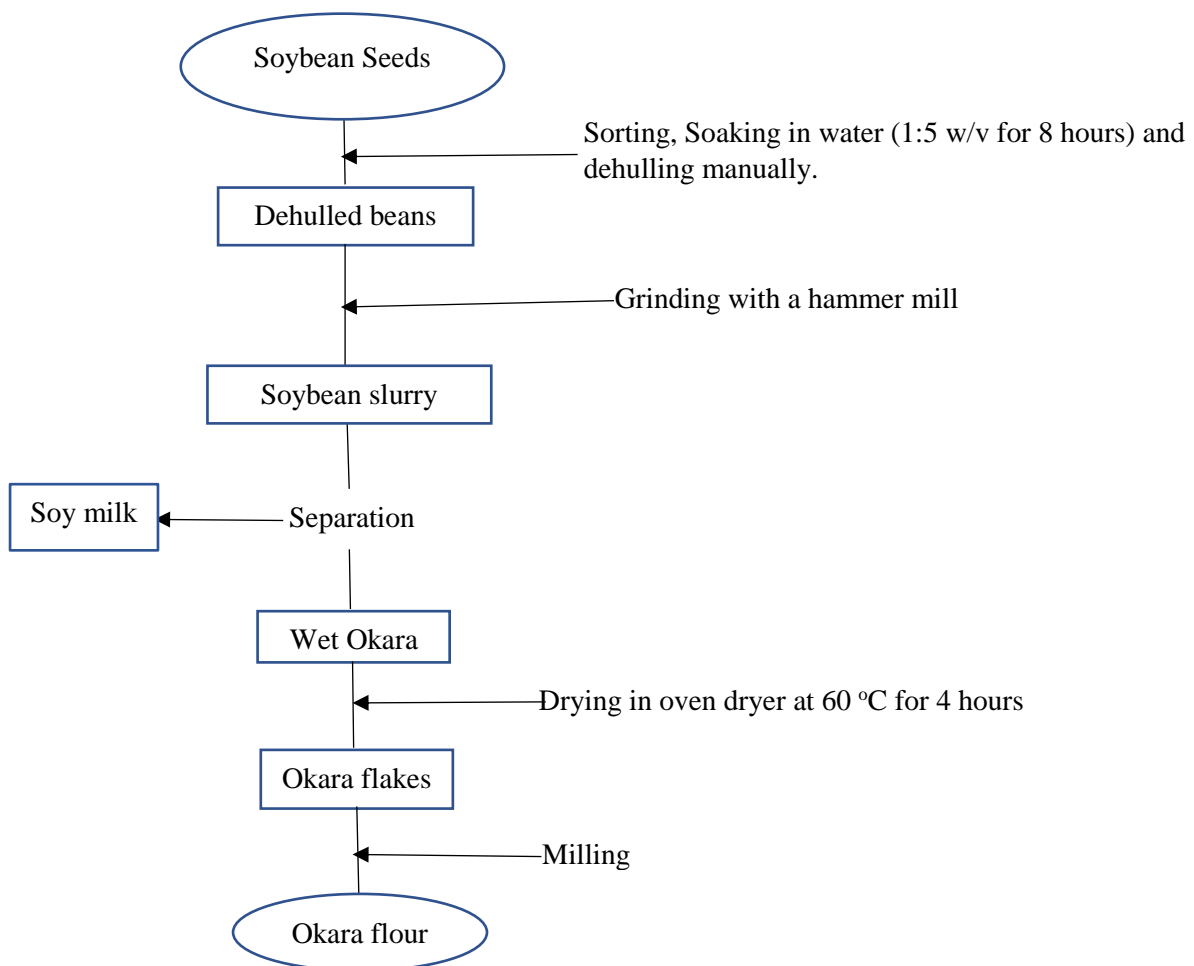 Soybean Seeds
Sorting, Soaking in water (1:5 w/v for 8 hours) and
dehulling manually.
Dehulled beans
Grinding with a hammer mill
Soybean slurry
Soy milk
Separation
Wet Okara
Drying in oven dryer at 60 ºC for 4 hours
Okara flakes
Milling
Okara flour